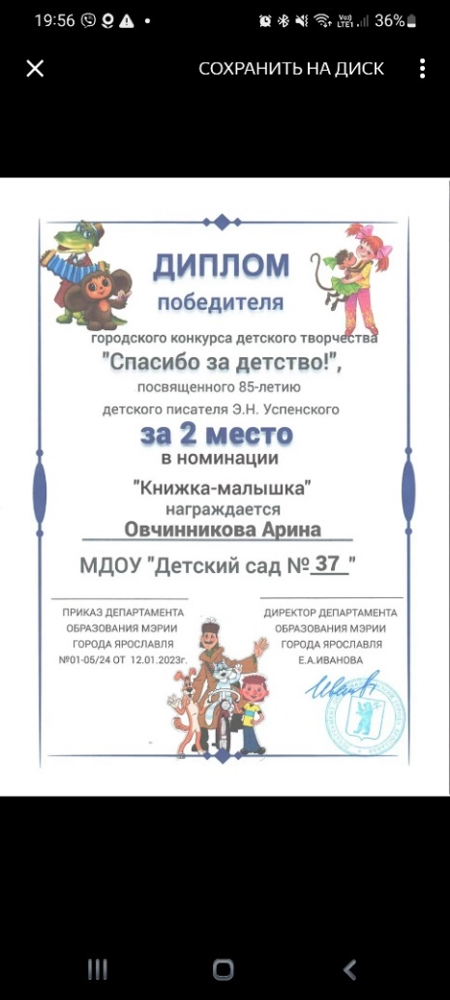 19:56
Vo))
LTE1
36%
СОХРАНИТЬ НА ДИСК
ДИПЛОМ
победителя
городского конкурса детского творчества
"Спасибо за детство!",
посвященного 85-летию
детского писателя Э.Н. Успенского
за 2 место
в номинации
"Книжка-малышка"
награждается
Овчинникова Арина
МДОУ "Детский сад № 37 "
ПРИКАЗ ДЕПАРТАМЕНТА
ОБРАЗОВАНИЯ МЭРИИ
ГОРОДА ЯРОСЛАВЛЯ
№01-05/24 ОТ 12.01.2023г.
ДИРЕКТОР ДЕПАРТАМЕНТА
ОБРАЗОВАНИЯ МЭРИИ
ГОРОДА ЯРОСЛАВЛЯ
Е.А.ИВАНОВА